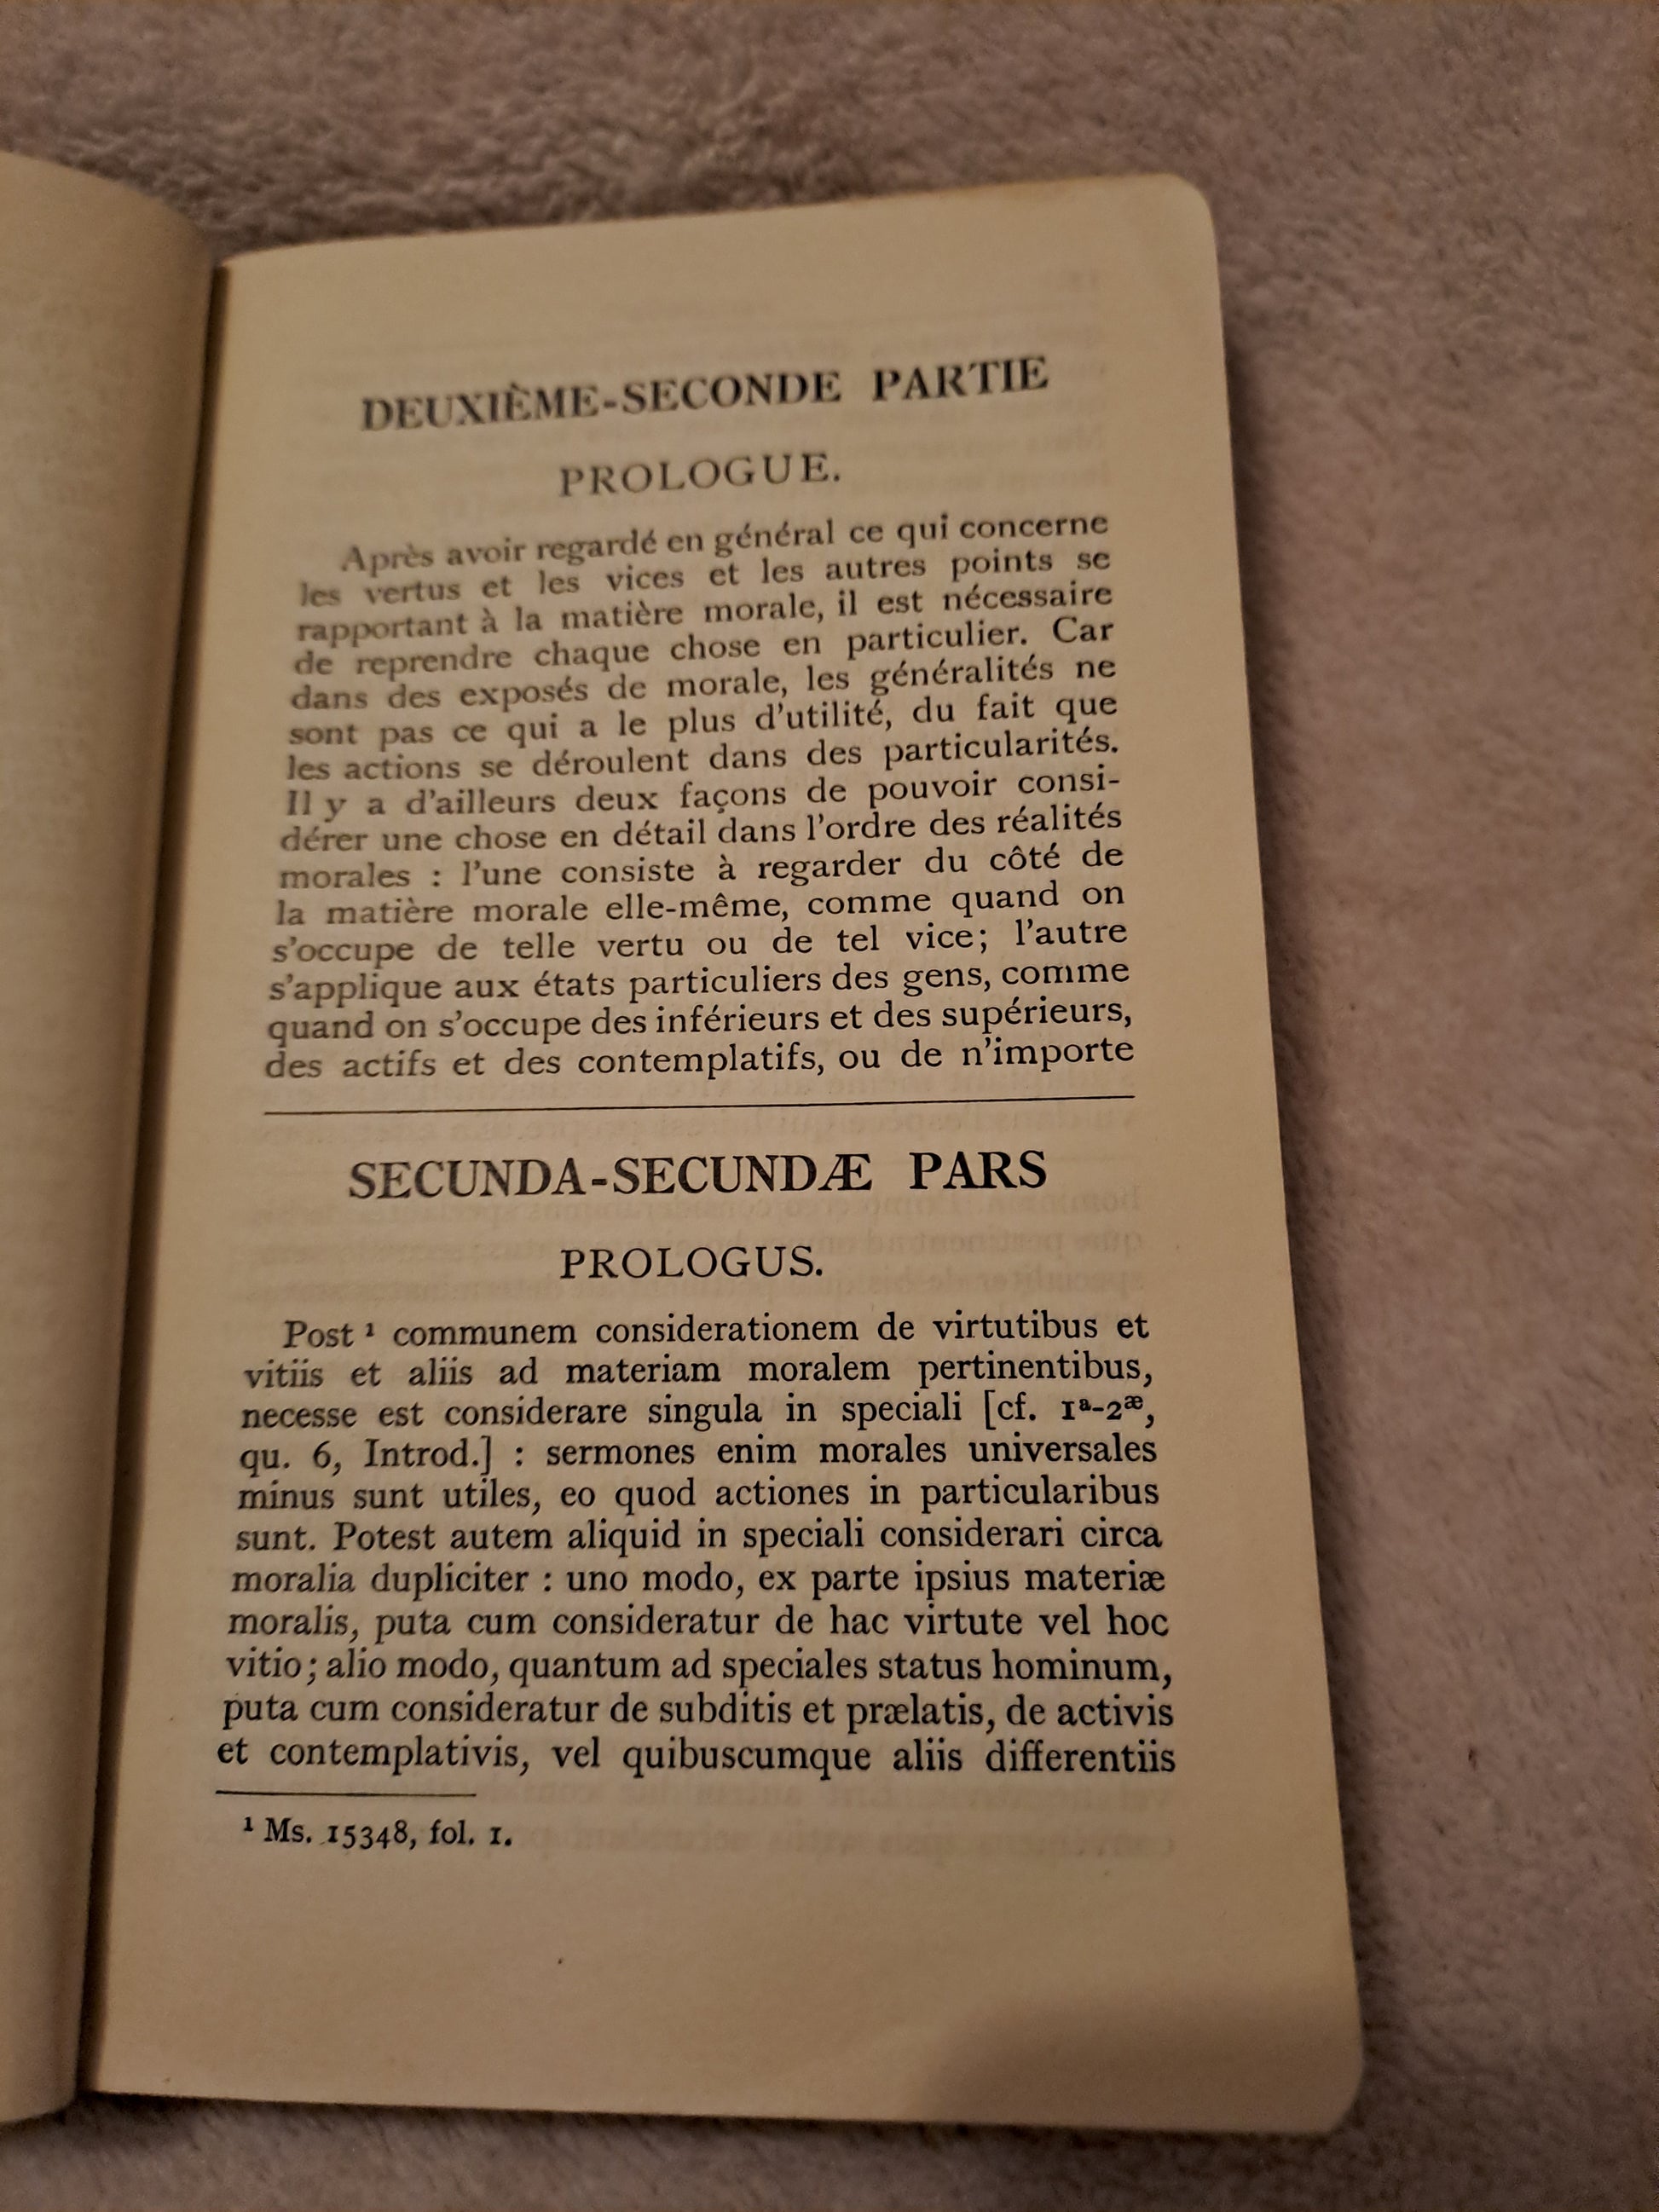 DEUXIÈME-SECONDE PARTIE
PROLOGUE.
Après avoir regardé en général ce qui concerne
les vertus et les vices et les autres points se
rapportant à la matière morale, il est nécessaire
de reprendre chaque chose en particulier. Car
dans des exposés de morale, les généralités ne
sont pas ce qui a le plus d'utilité, du fait que
les actions se déroulent dans des particularités.
Il y a d'ailleurs deux façons de pouvoir consi-
dérer une chose en détail dans l'ordre des réalités
morales : l'une consiste à regarder du côté de
la matière morale elle-même, comme quand on
s'occupe de telle vertu ou de tel vice; l'autre
s'applique aux états particuliers des gens, comme
quand on s'occupe des inférieurs et des supérieurs,
des actifs et des contemplatifs, ou de n'importe
SECUNDA-SECUNDÆ PARS
PROLOGUS.
Post ¹ communem considerationem de virtutibus et
vitiis et aliis ad materiam moralem pertinentibus,
necesse est considerare singula in speciali [cf. 1ª-2æ,
qu. 6, Introd.] : sermones enim morales universales
minus sunt utiles, eo quod actiones in particularibus
sunt. Potest autem aliquid in speciali considerari circa
moralia dupliciter : uno modo, ex parte ipsius materiæ
moralis, puta cum consideratur de hac virtute vel hoc
vitio; alio modo, quantum ad speciales status hominum,
puta cum consideratur de subditis et prælatis, de activis
et contemplativis, vel quibuscumque aliis differentiis
¹ Ms. 15348, fol. 1.